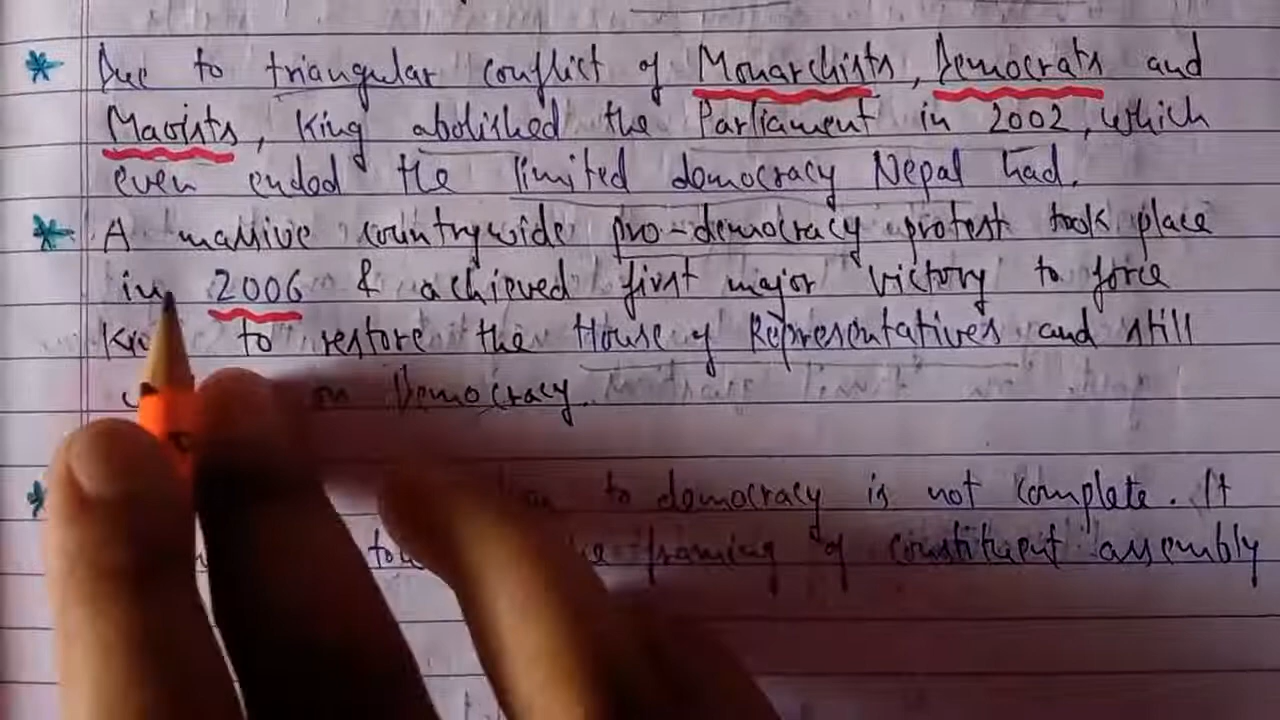 Due to triangular conflict of Monarchists, Democrats and
Maoists, King abolished the Parliament in 2002, which
even ended the limited democracy Nepal had.
A massive countrywide pro-democracy protest took place
in 2006 & achieved first major victory to force
to restore the House of Representatives and still
on Democracy.
to democracy is not complete. It
framing of constituent assembly